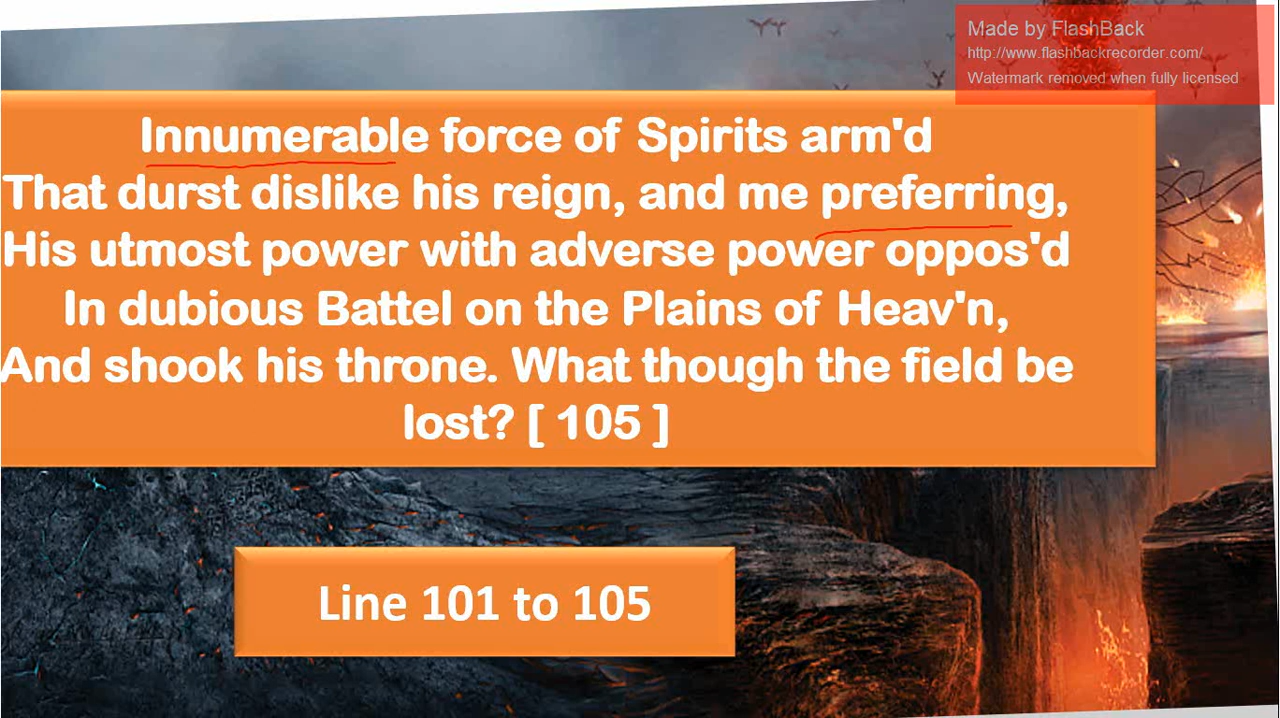 Made by FlashBack
http://www.flashbackrecorder.com/
Watermark removed when fully licensed
Innumerable force of Spirits arm'd
That durst dislike his reign, and me preferring,
His utmost power with adverse power oppos'd
In dubious Battel on the Plains of Heav'n,
And shook his throne. What though the field be
lost? [ 105 ]
Line 101 to 105